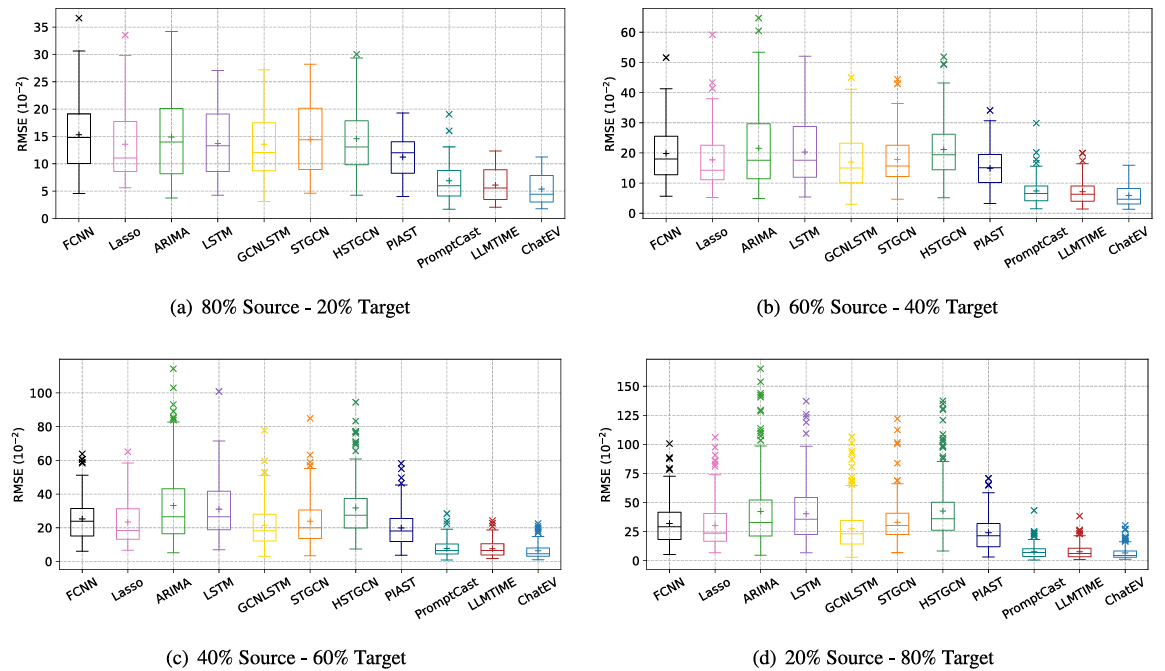 RMSE (10⁻²)
35
30
25
20
15
10
5
0
FCNN Lasso ARIMA LSTM GCNLSTM STGCN HSTGCN PIAST PromptCast LLMTIME ChatEV
(a) 80% Source - 20% Target
RMSE (10⁻²)
60
50
40
30
20
10
0
FCNN Lasso ARIMA LSTM GCNLSTM STGCN HSTGCN PIAST PromptCast LLMTIME ChatEV
(b) 60% Source - 40% Target
RMSE (10⁻²)
100
80
60
40
20
0
FCNN Lasso ARIMA LSTM GCNLSTM STGCN HSTGCN PIAST PromptCast LLMTIME ChatEV
(c) 40% Source - 60% Target
RMSE (10⁻²)
150
125
100
75
50
25
0
FCNN Lasso ARIMA LSTM GCNLSTM STGCN HSTGCN PIAST PromptCast LLMTIME ChatEV
(d) 20% Source - 80% Target